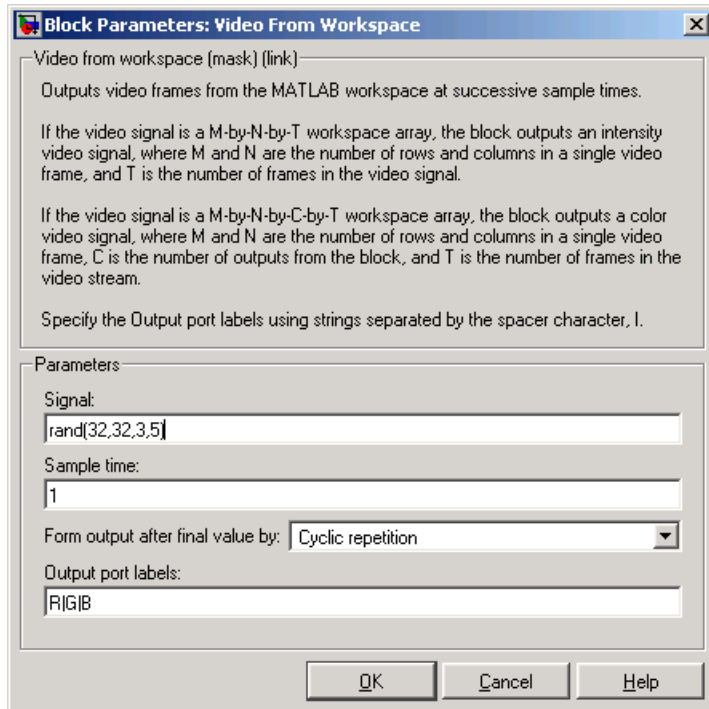 Block Parameters: Video From Workspace
Video from workspace (mask) (link)
Outputs video frames from the MATLAB workspace at successive sample times.
If the video signal is a M-by-N-by-T workspace array, the block outputs an intensity
video signal, where M and N are the number of rows and columns in a single video
frame, and T is the number of frames in the video signal.
If the video signal is a M-by-N-by-C-by-T workspace array, the block outputs a color
video signal, where M and N are the number of rows and columns in a single video
frame, C is the number of outputs from the block, and T is the number of frames in the
video stream.
Specify the Output port labels using strings separated by the spacer character, |.
Parameters
Signal:
rand(32,32,3,5)
Sample time:
1
Form output after final value by: Cyclic repetition
Output port labels:
R|G|B
OK Cancel Help